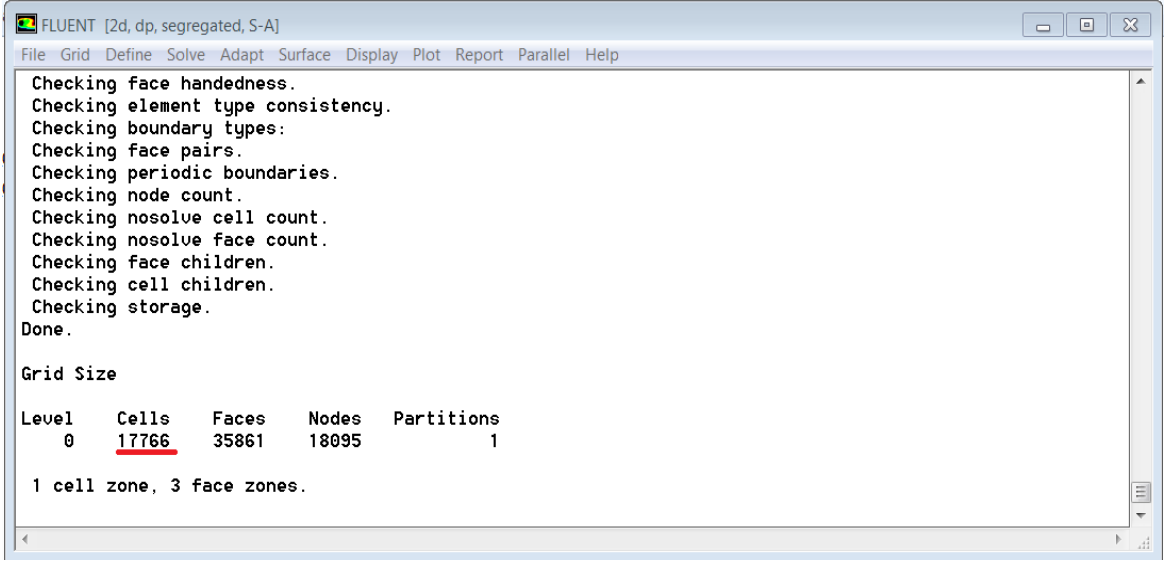 FLUENT [2d, dp, segregated, S-A]
File Grid Define Solve Adapt Surface Display Plot Report Parallel Help
Checking face handedness.
Checking element type consistency.
Checking boundary types:
Checking face pairs.
Checking periodic boundaries.
Checking node count.
Checking nosolve cell count.
Checking nosolve face count.
Checking face children.
Checking cell children.
Checking storage.
Done.
Grid Size
Level Cells Faces Nodes Partitions
0 17766 35861 18095 1
1 cell zone, 3 face zones.